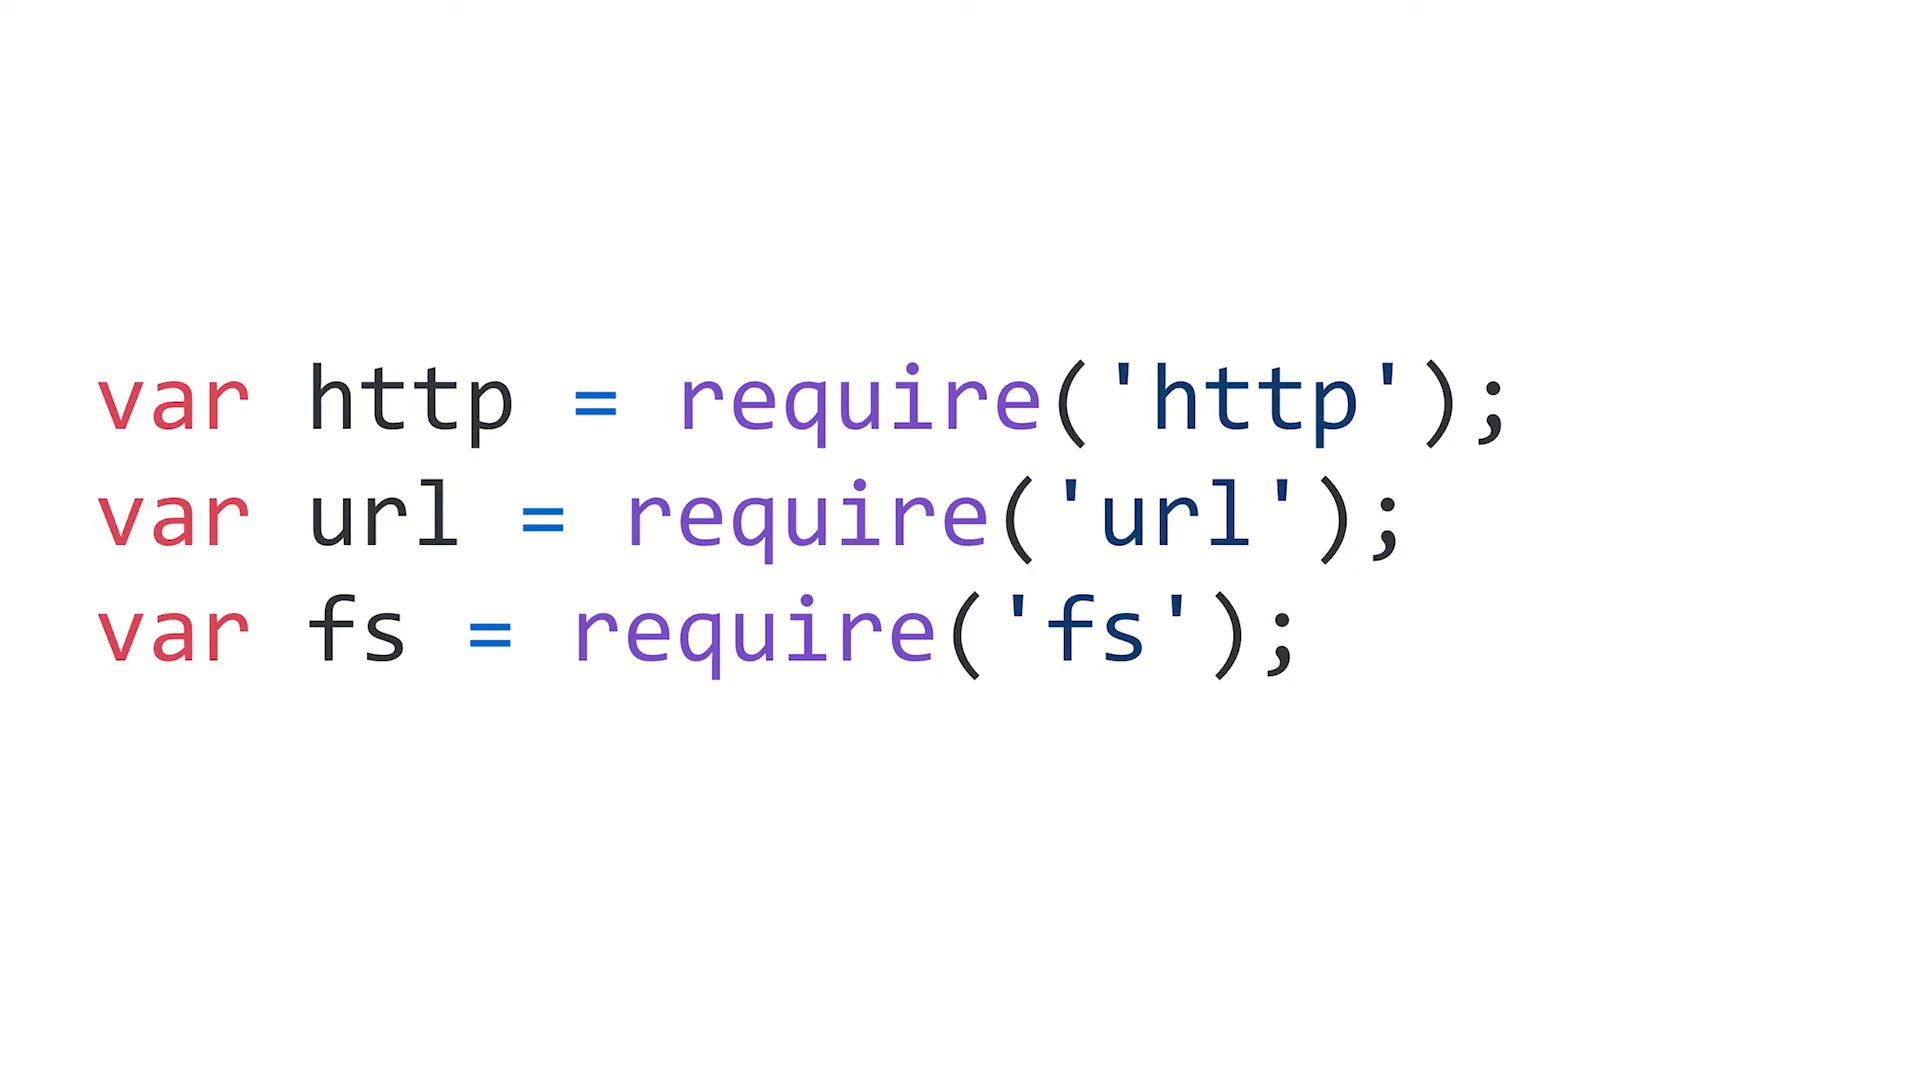 var http = require('http');
var url = require('url');
var fs = require('fs');